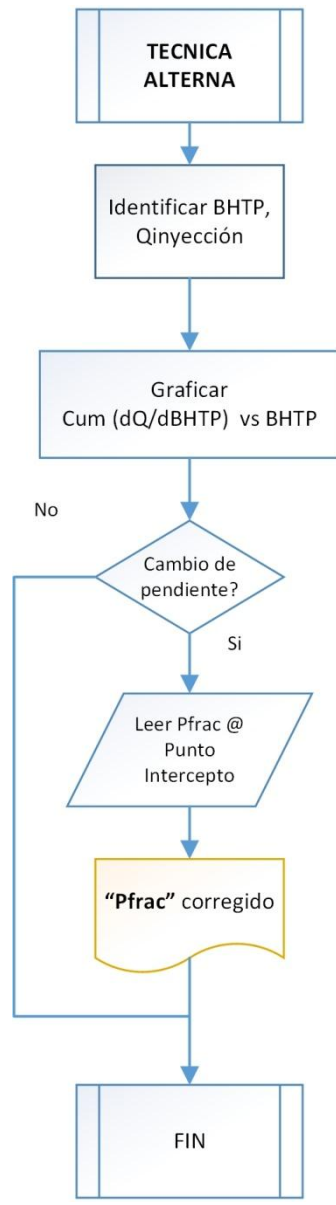 TECNICA
ALTERNA
Identificar BHTP,
Qinyección
Graficar
Cum (dQ/dBHTP) vs BHTP
No
Cambio de
pendiente?
Si
Leer Pfrac @
Punto
Intercepto
“Pfrac” corregido
FIN